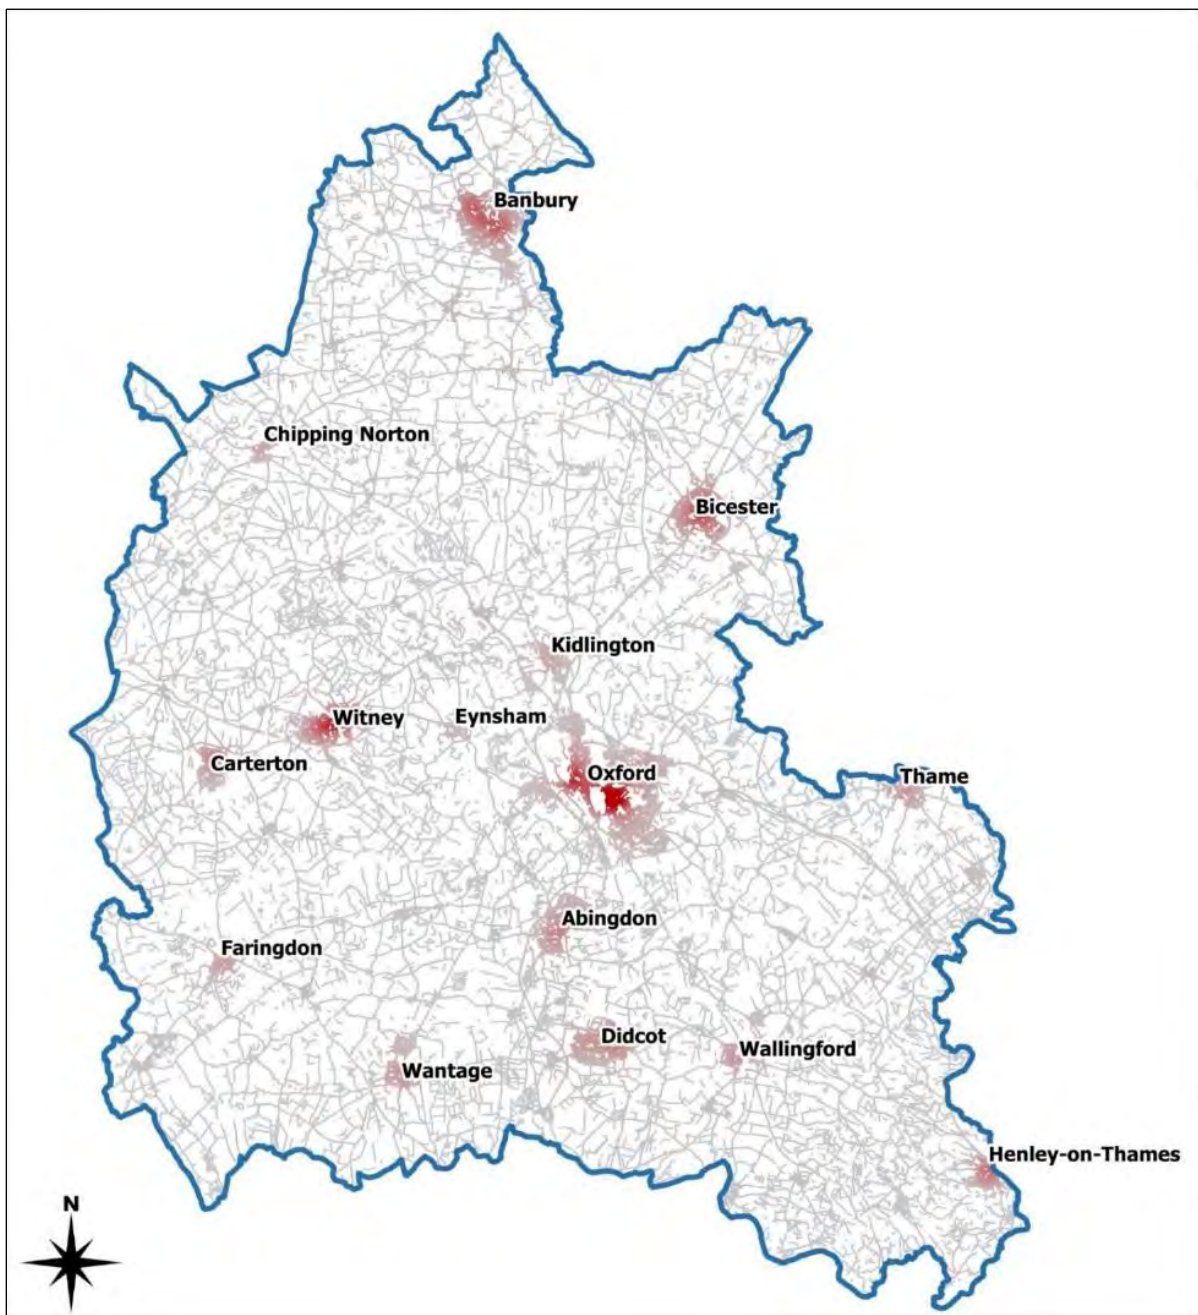 Banbury
Chipping Norton
Bicester
Kidlington
Witney
Eynsham
Carterton
Oxford
Thame
Abingdon
Faringdon
Didcot
Wallingford
Wantage
Henley-on-Thames
N